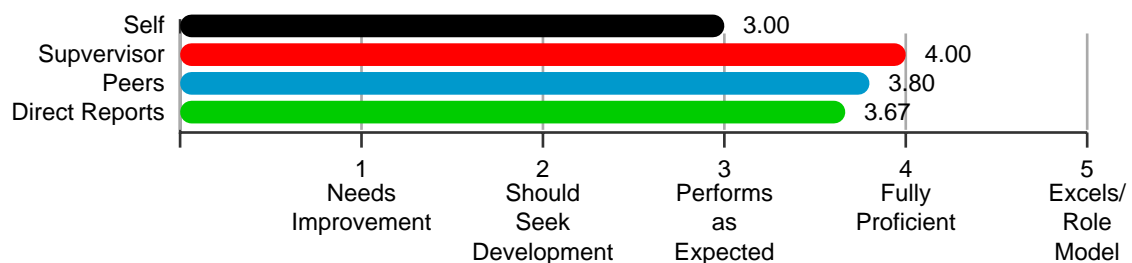 Self 3.00
Supvervisor 4.00
Peers 3.80
Direct Reports 3.67
1 2 3 4 5
Needs Should Performs Fully Excels/
Improvement Seek as Proficient Role
Development Expected Model